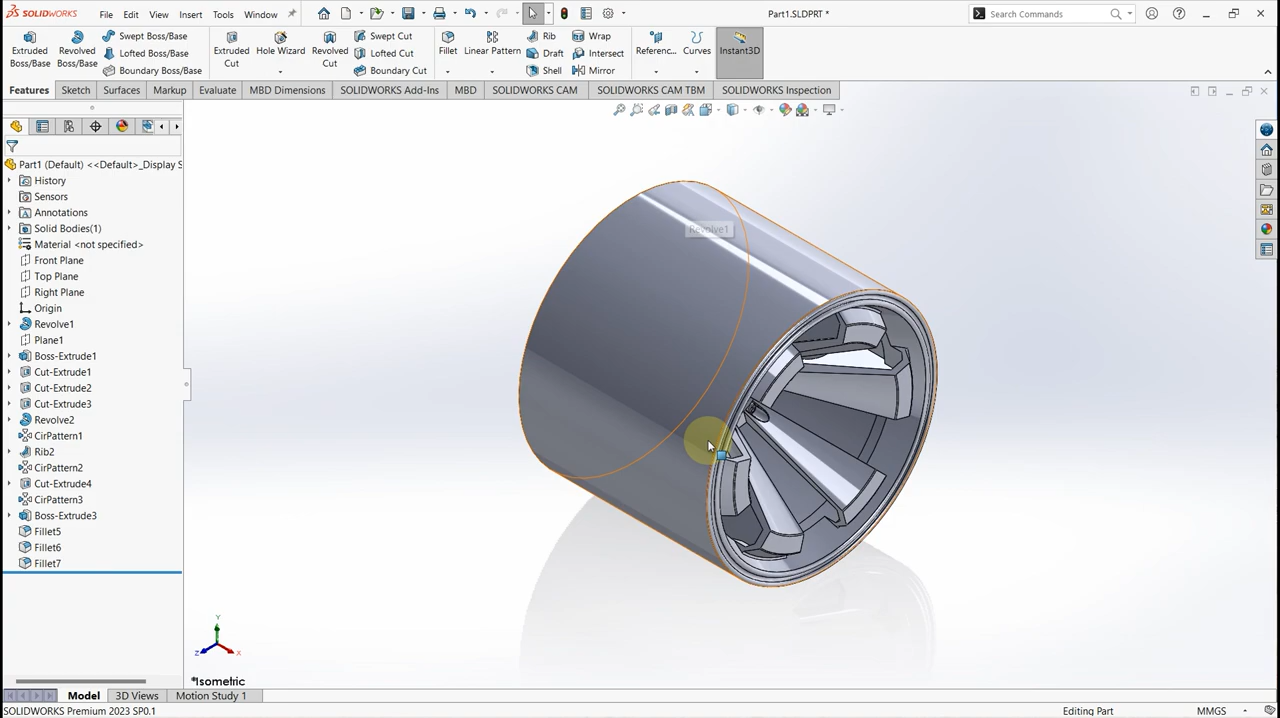 SOLIDWORKS File Edit View Insert Tools Window Part1.SLDPRT * Search Commands
Extruded Boss/Base Revolved Boss/Base Swept Boss/Base Lofted Boss/Base Boundary Boss/Base Extruded Cut Hole Wizard Revolved Cut Swept Cut Lofted Cut Boundary Cut Fillet Linear Pattern Rib Draft Shell Wrap Intersect Mirror Referenc... Curves Instant3D
Features Sketch Surfaces Markup Evaluate MBD Dimensions SOLIDWORKS Add-Ins MBD SOLIDWORKS CAM SOLIDWORKS CAM TBM SOLIDWORKS Inspection
Part1 (Default) <<Default>_Display S
History
Sensors
Annotations
Solid Bodies(1)
Material <not specified>
Front Plane
Top Plane
Right Plane
Origin
Revolve1
Plane1
Boss-Extrude1
Cut-Extrude1
Cut-Extrude2
Cut-Extrude3
Revolve2
CirPattern1
Rib2
CirPattern2
Cut-Extrude4
CirPattern3
Boss-Extrude3
Fillet5
Fillet6
Fillet7
Revolve1
Y
Z X
*Isometric
Model 3D Views Motion Study 1
SOLIDWORKS Premium 2023 SP0.1 Editing Part MMGS